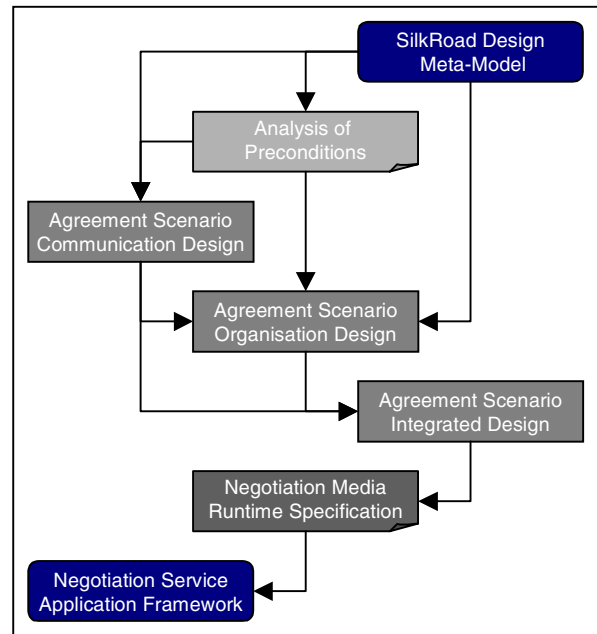 SilkRoad Design
Meta-Model
Analysis of
Preconditions
Agreement Scenario
Communication Design
Agreement Scenario
Organisation Design
Agreement Scenario
Integrated Design
Negotiation Media
Runtime Specification
Negotiation Service
Application Framework